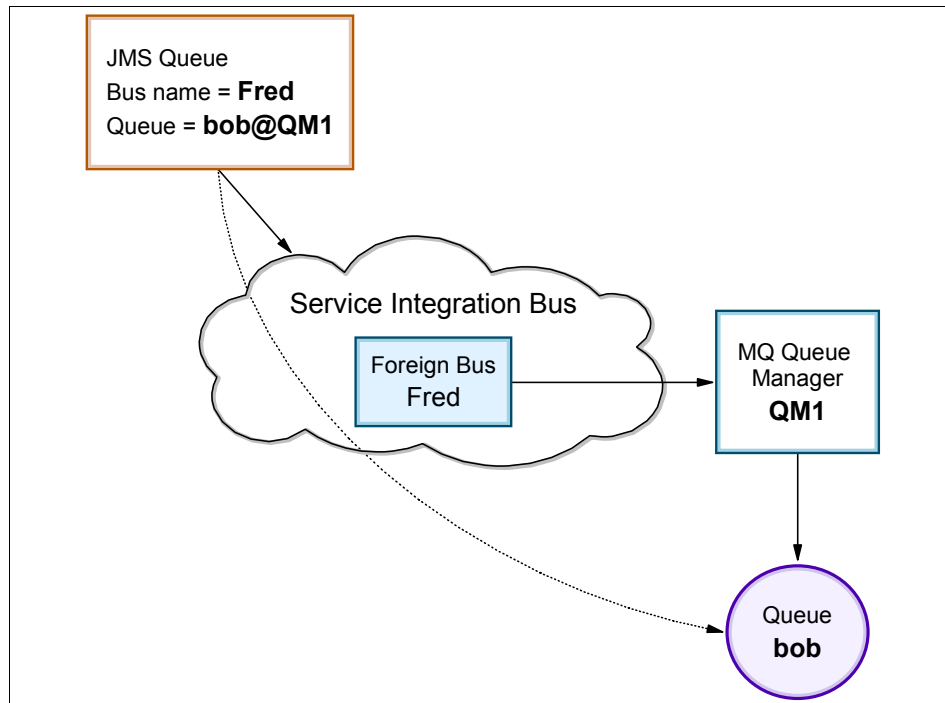 JMS Queue
Bus name = Fred
Queue = bob@QM1
Service Integration Bus
Foreign Bus
Fred
MQ Queue
Manager
QM1
Queue
bob